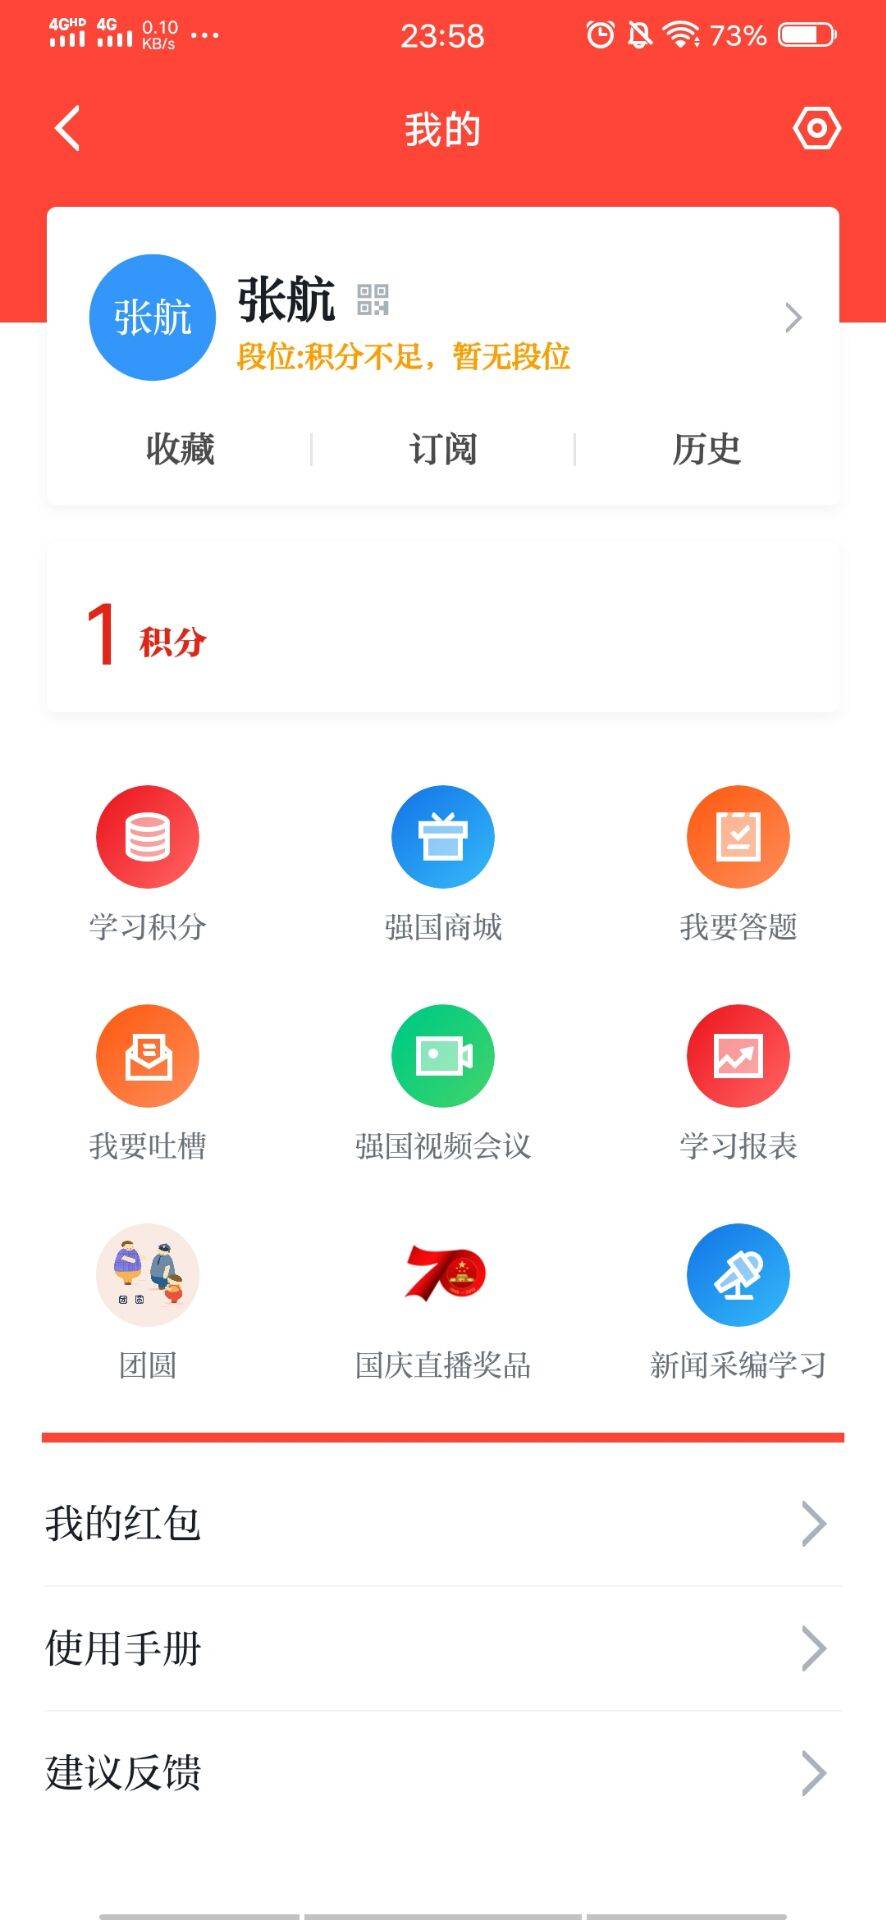 4GHD 4G 0.10 KB/s ... 23:58 73%
我的
张航
张航
段位:积分不足，暂无段位
收藏 订阅 历史
1 积分
学习积分 强国商城 我要答题
我要吐槽 强国视频会议 学习报表
团圆
70
团圆 国庆直播奖品 新闻采编学习
我的红包
使用手册
建议反馈